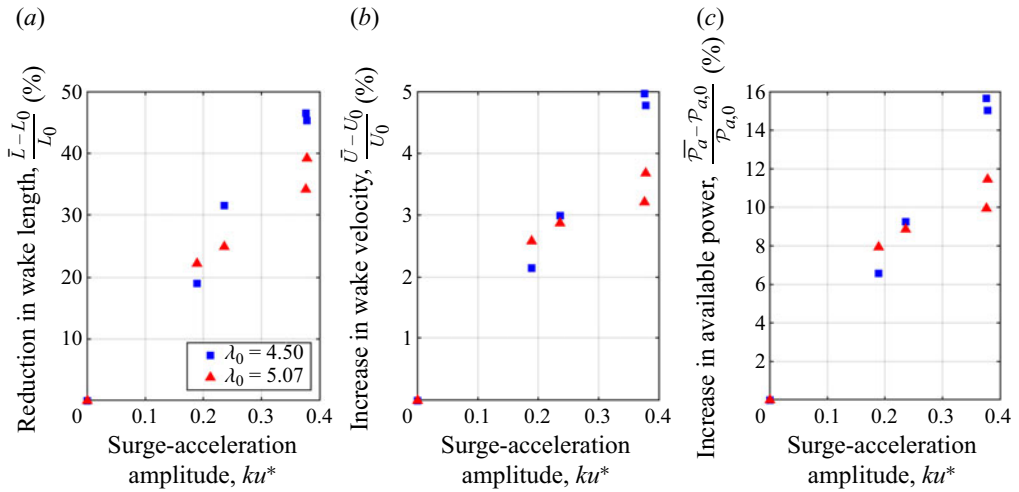 (a)
Reduction in wake length, L̄ – L₀ / L₀ (%)
50
40
30
20
10
0
0.1
0.2
0.3
0.4
λ₀ = 4.50
λ₀ = 5.07
Surge-acceleration
amplitude, ku*
(b)
Increase in wake velocity, Ū – U₀ / U₀ (%)
5
4
3
2
1
0
0.1
0.2
0.3
0.4
Surge-acceleration
amplitude, ku*
(c)
Increase in available power, 𝒫̅ₐ – 𝒫ₐ,₀ / 𝒫ₐ,₀ (%)
16
14
12
10
8
6
4
2
0
0.1
0.2
0.3
0.4
Surge-acceleration
amplitude, ku*